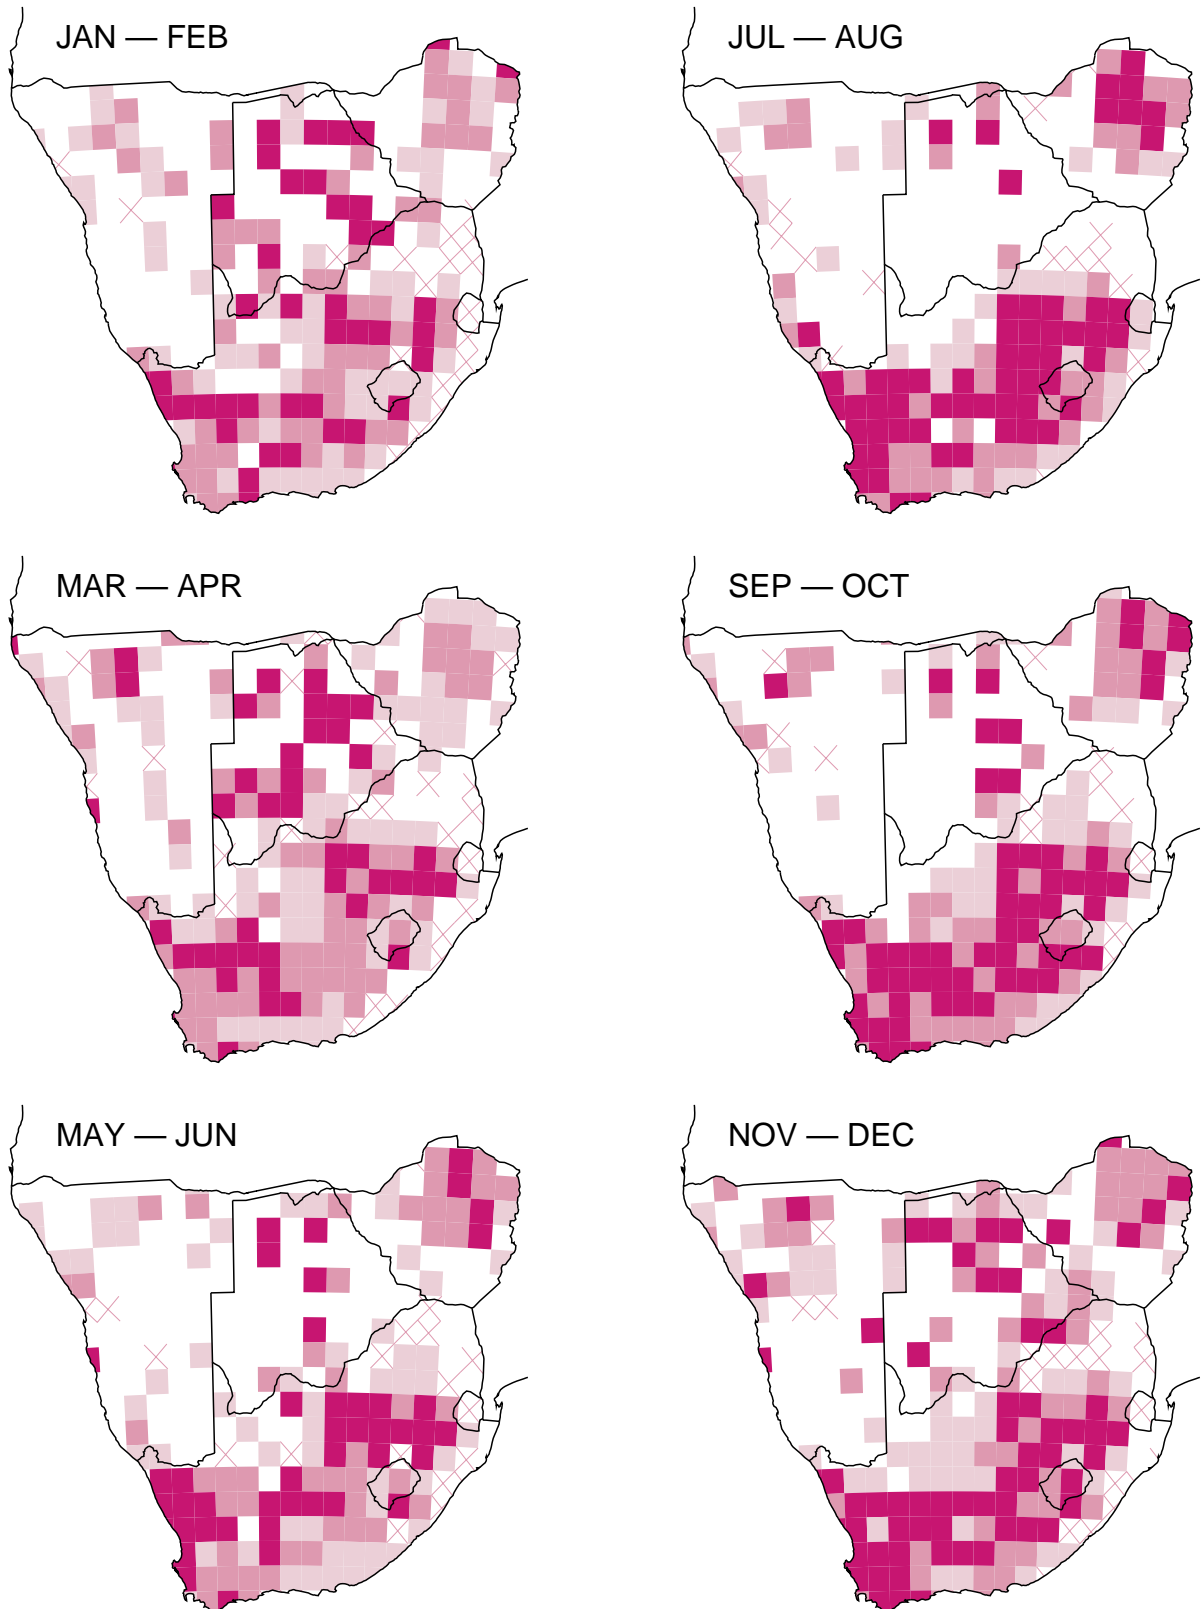 JAN — FEB
JUL — AUG
MAR — APR
SEP — OCT
MAY — JUN
NOV — DEC